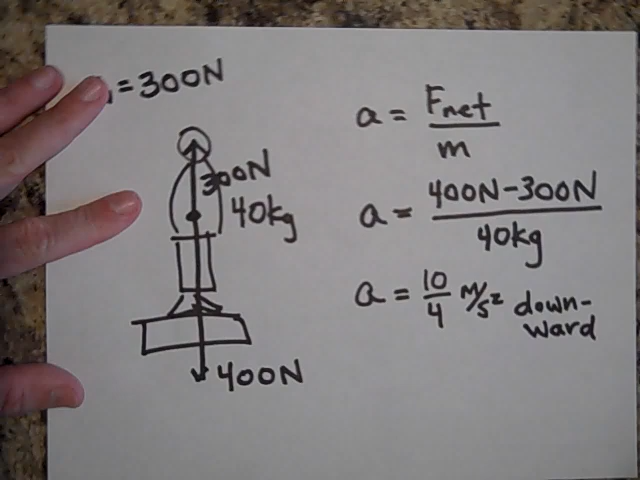 = 300N
300N
40kg
400N
a = Fnet/m
a = 400N-300N/40kg
a = 10/4 M/s² down-
ward